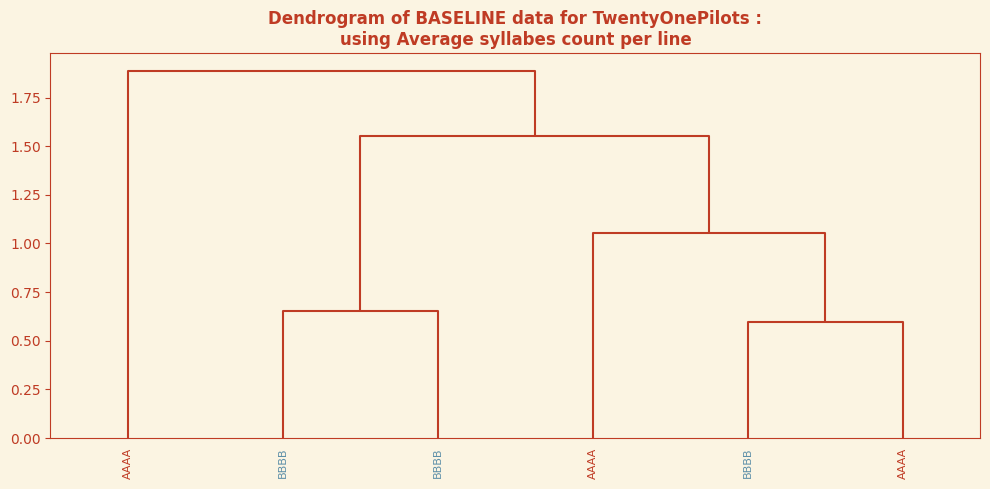 Dendrogram of BASELINE data for TwentyOnePilots :
using Average syllabes count per line
1.75
1.50
1.25
1.00
0.75
0.50
0.25
0.00
AAAA
BBBB
BBBB
AAAA
BBBB
AAAA